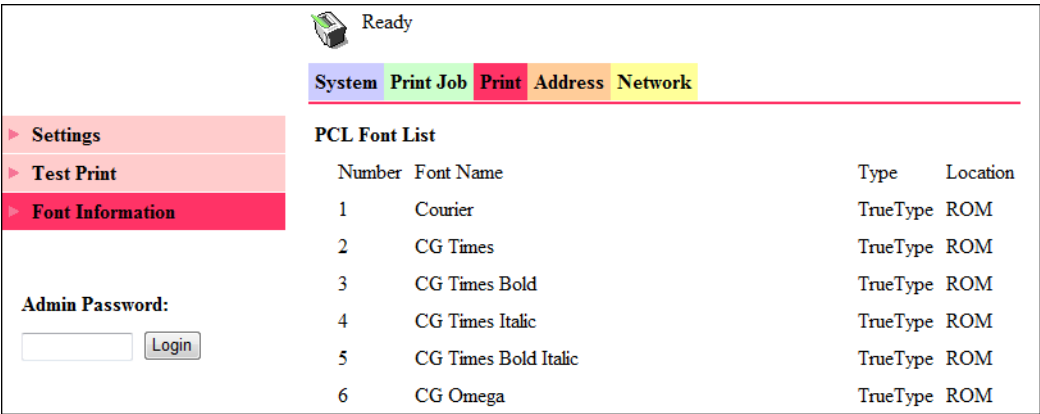 Ready
System Print Job Print Address Network
Settings
Test Print
Font Information
Admin Password:
Login
PCL Font List
Number Font Name Type Location
1 Courier TrueType ROM
2 CG Times TrueType ROM
3 CG Times Bold TrueType ROM
4 CG Times Italic TrueType ROM
5 CG Times Bold Italic TrueType ROM
6 CG Omega TrueType ROM